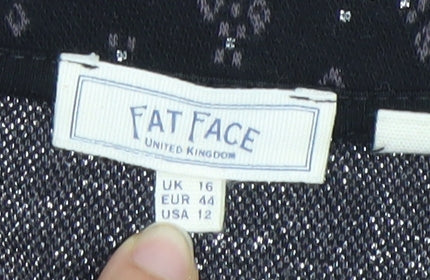 FAT FACE
UNITED KINGDOM
UK 16
EUR 44
USA 12